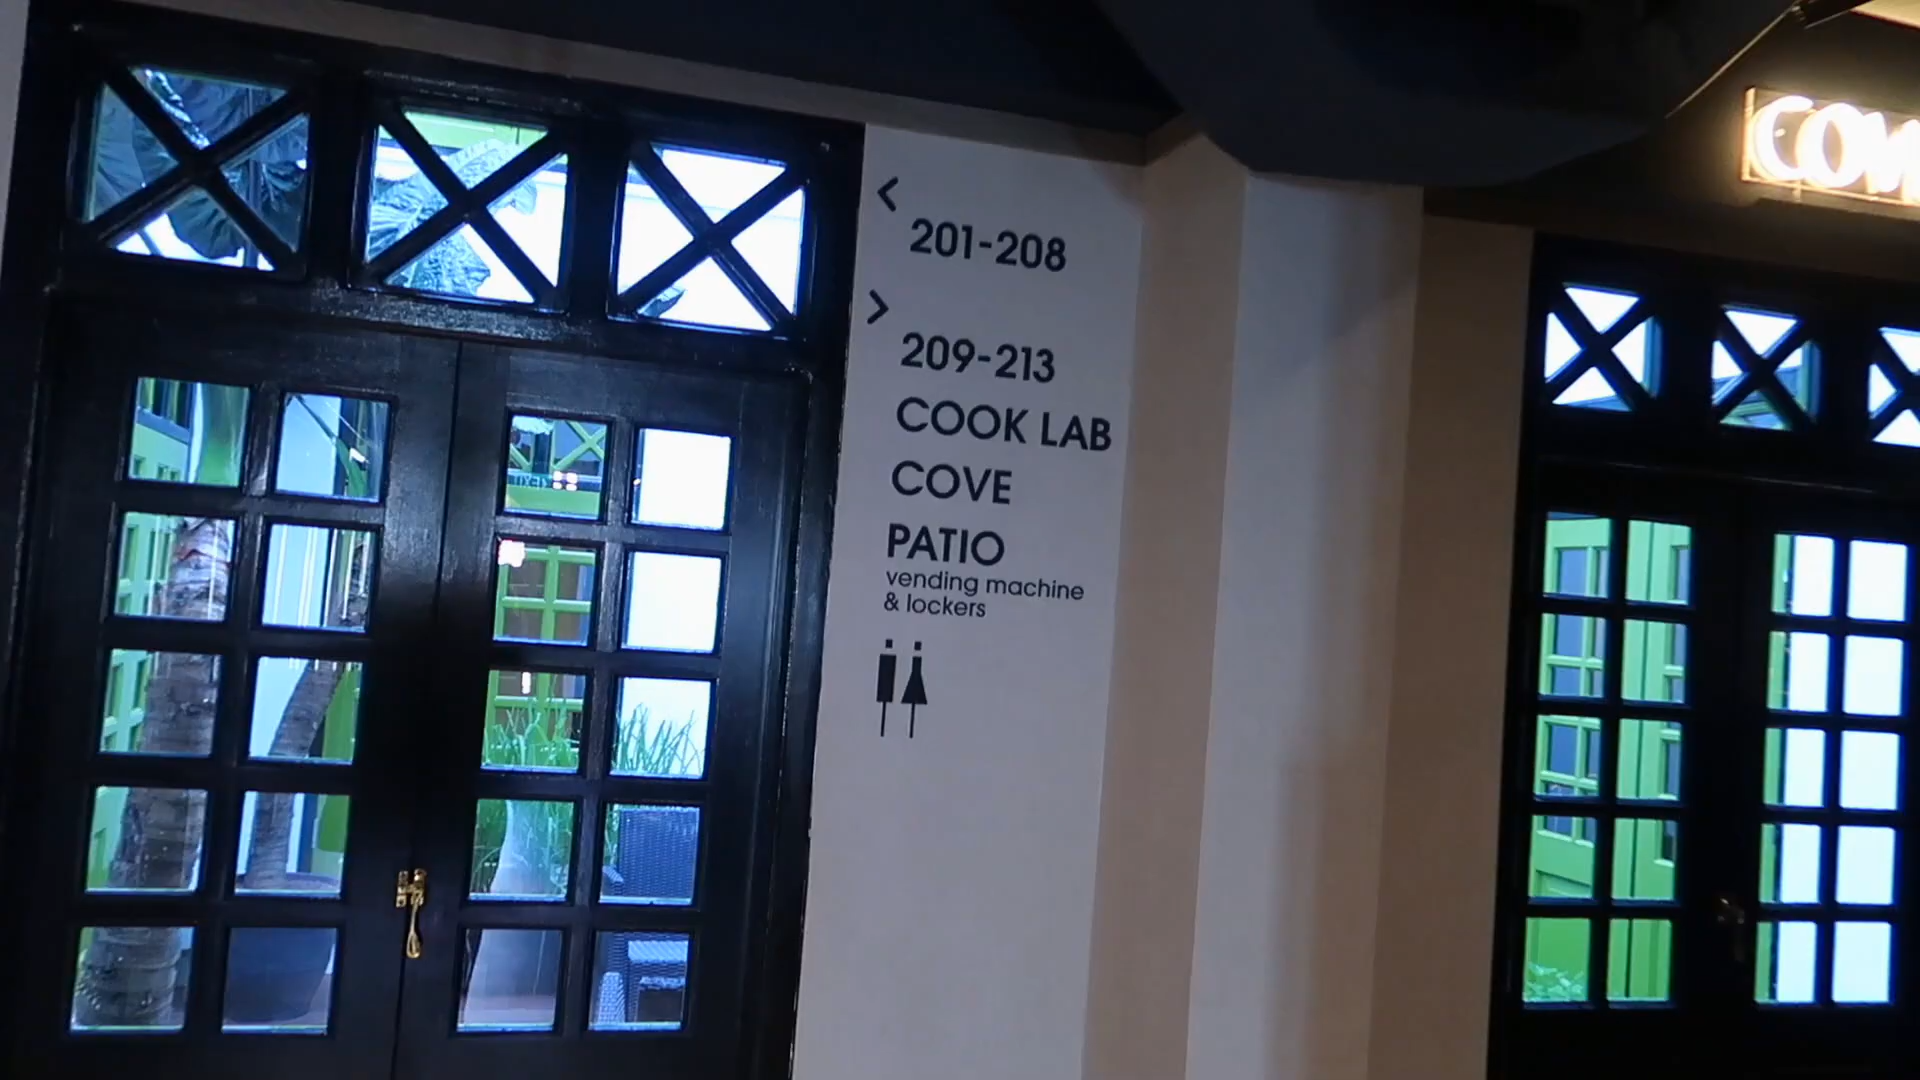 <
201-208
>
209-213
COOK LAB
COVE
PATIO
vending machine
& lockers